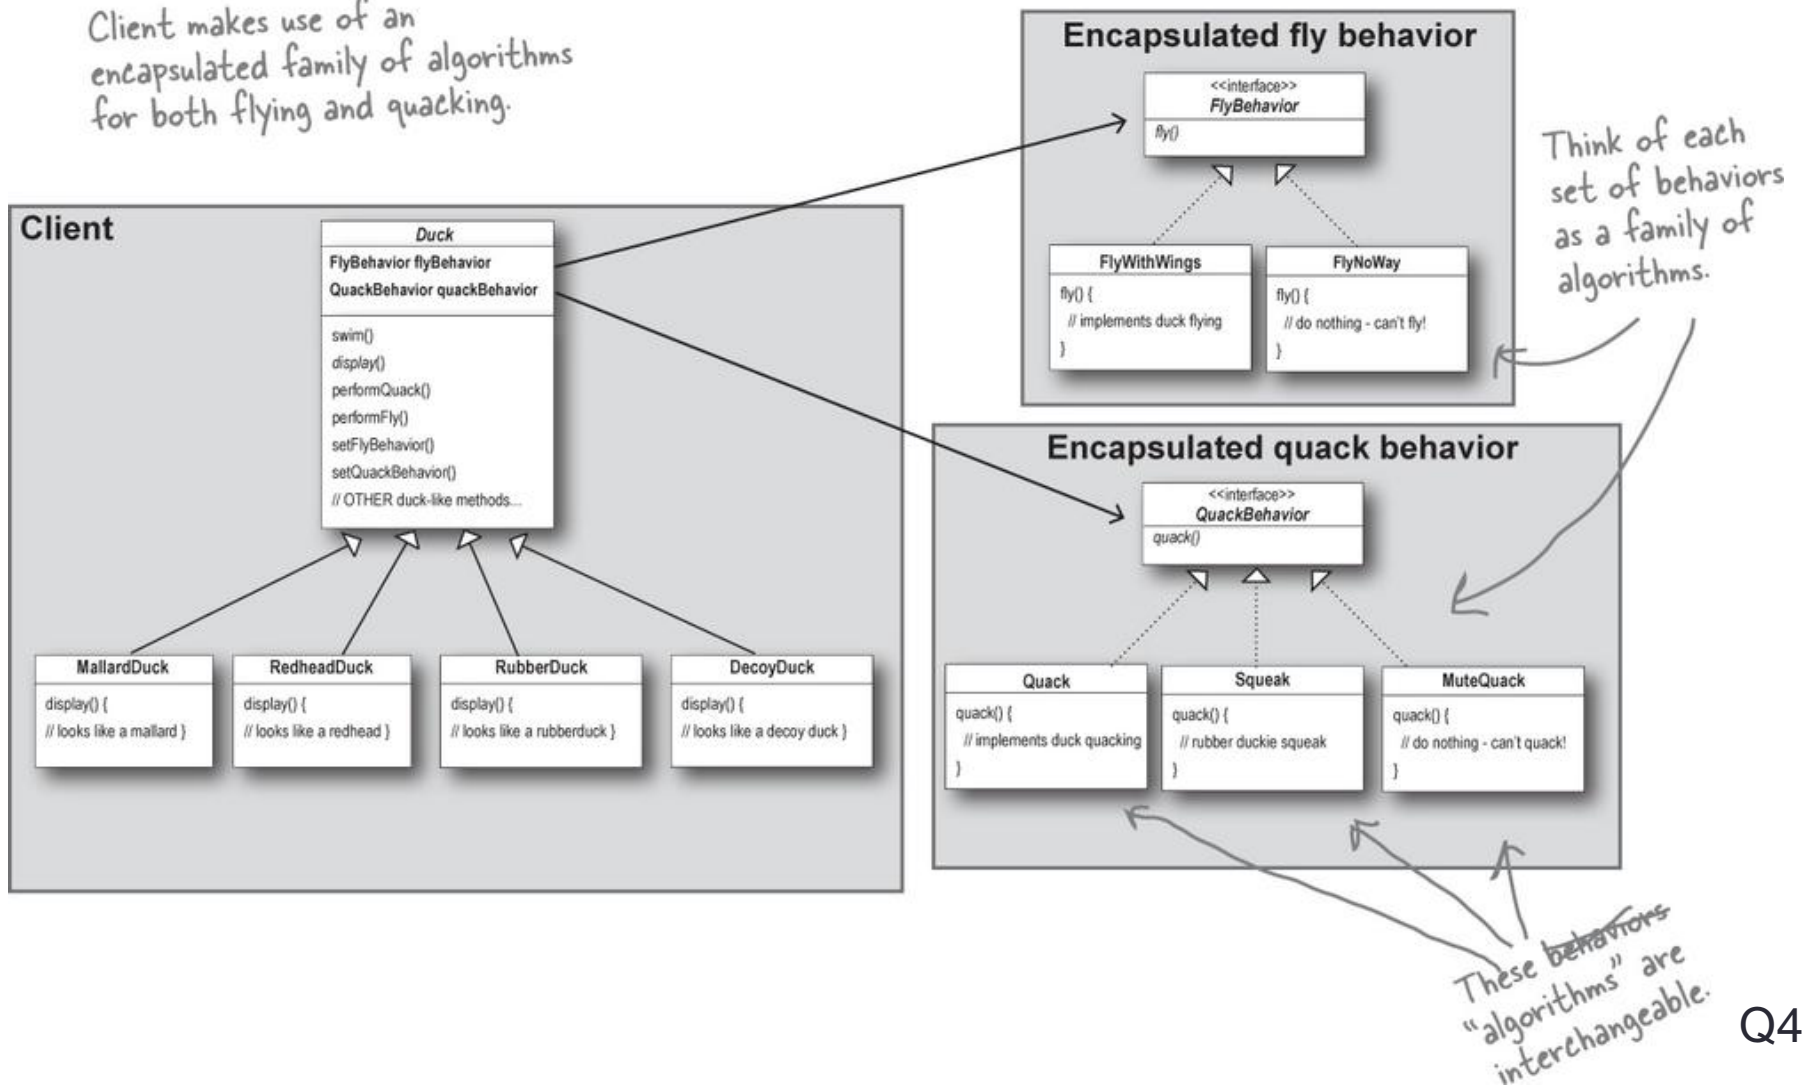 Client makes use of an
encapsulated family of algorithms
for both flying and quacking.
Client
Duck
FlyBehavior flyBehavior
QuackBehavior quackBehavior
swim()
display()
performQuack()
performFly()
setFlyBehavior()
setQuackBehavior()
// OTHER duck-like methods...
MallardDuck
display() {
// looks like a mallard }
RedheadDuck
display() {
// looks like a redhead }
RubberDuck
display() {
// looks like a rubberduck }
DecoyDuck
display() {
// looks like a decoy duck }
Encapsulated fly behavior
<<interface>>
FlyBehavior
fly()
FlyWithWings
fly() {
// implements duck flying
}
FlyNoWay
fly() {
// do nothing - can't fly!
}
Think of each
set of behaviors
as a family of
algorithms.
Encapsulated quack behavior
<<interface>>
QuackBehavior
quack()
Quack
quack() {
// implements duck quacking
}
Squeak
quack() {
// rubber duckie squeak
}
MuteQuack
quack() {
// do nothing - can't quack!
}
These behaviors
“algorithms” are
interchangeable.
Q4